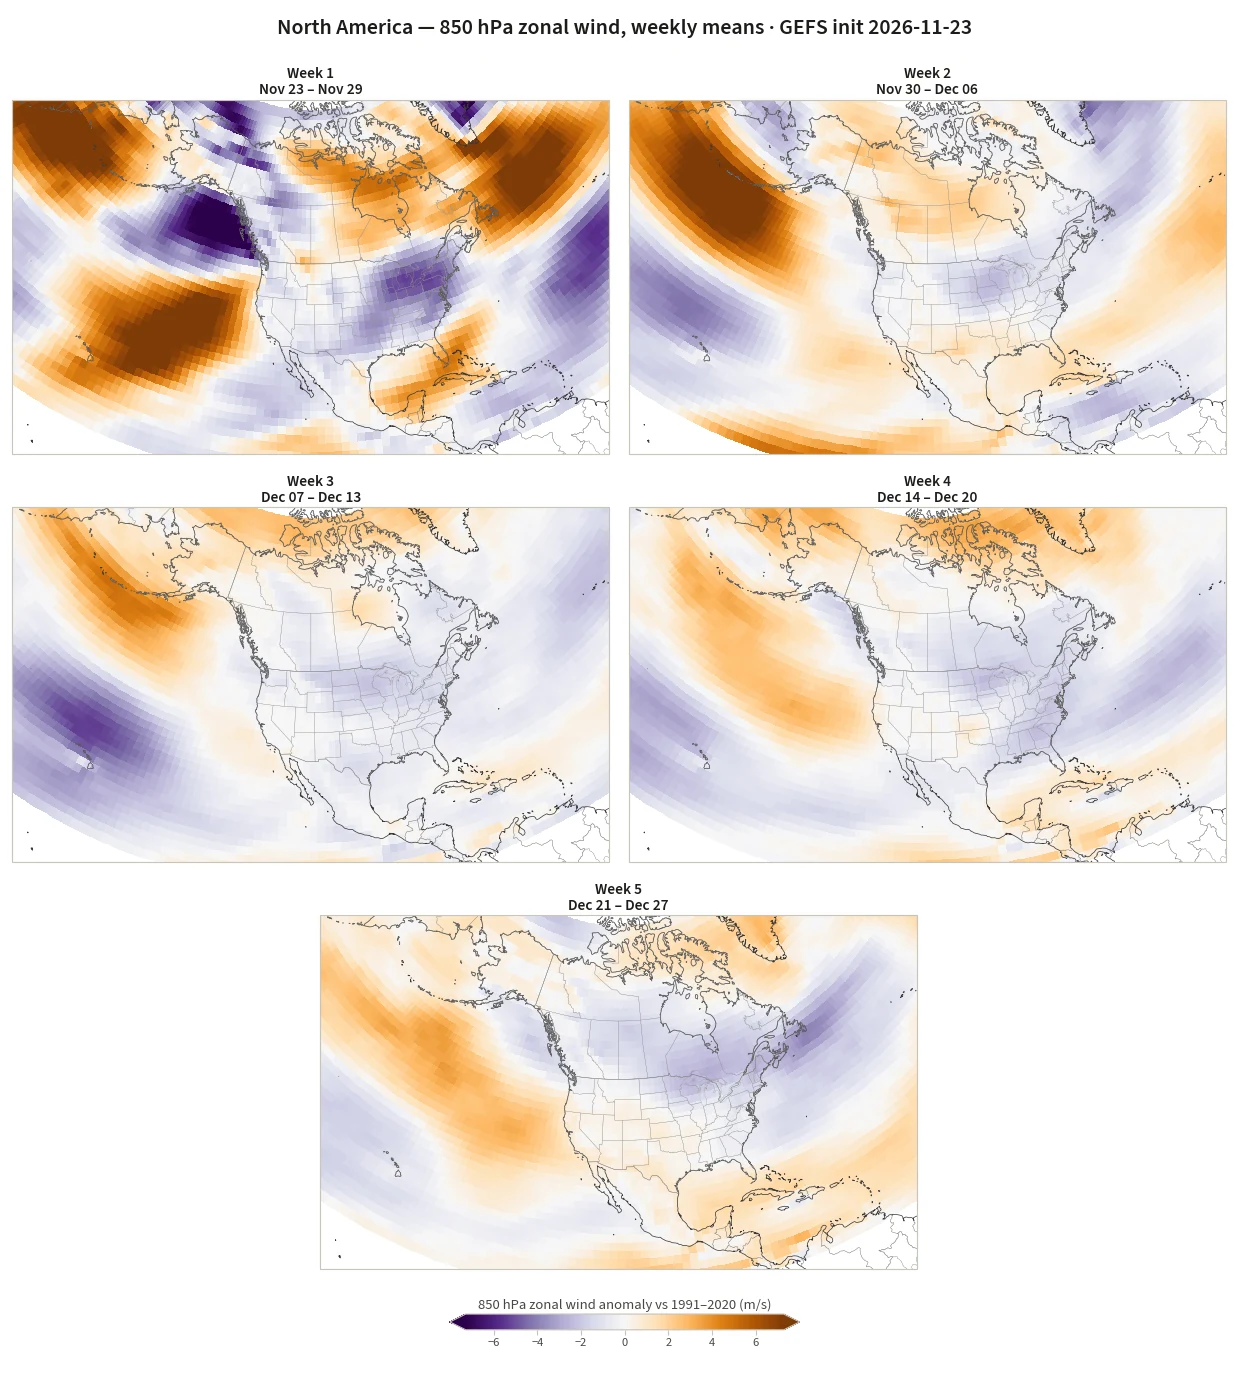 North America — 850 hPa zonal wind, weekly means · GEFS init 2026-11-23
Week 1
Nov 23 – Nov 29
Week 2
Nov 30 – Dec 06
Week 3
Dec 07 – Dec 13
Week 4
Dec 14 – Dec 20
Week 5
Dec 21 – Dec 27
850 hPa zonal wind anomaly vs 1991–2020 (m/s)
−6 −4 −2 0 2 4 6